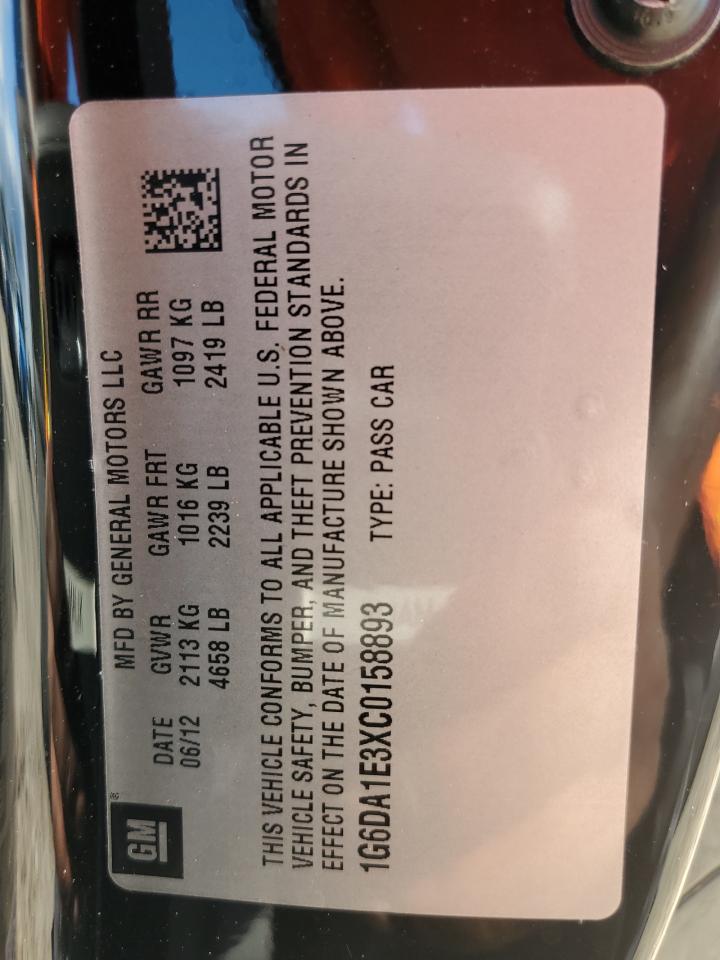 GM®
MFD BY GENERAL MOTORS LLC
DATE GVWR GAWR FRT GAWR RR
06/12 2113 KG 1016 KG 1097 KG
4658 LB 2239 LB 2419 LB
THIS VEHICLE CONFORMS TO ALL APPLICABLE U.S. FEDERAL MOTOR
VEHICLE SAFETY, BUMPER, AND THEFT PREVENTION STANDARDS IN
EFFECT ON THE DATE OF MANUFACTURE SHOWN ABOVE.
1G6DA1E3XC0158893 TYPE: PASS CAR